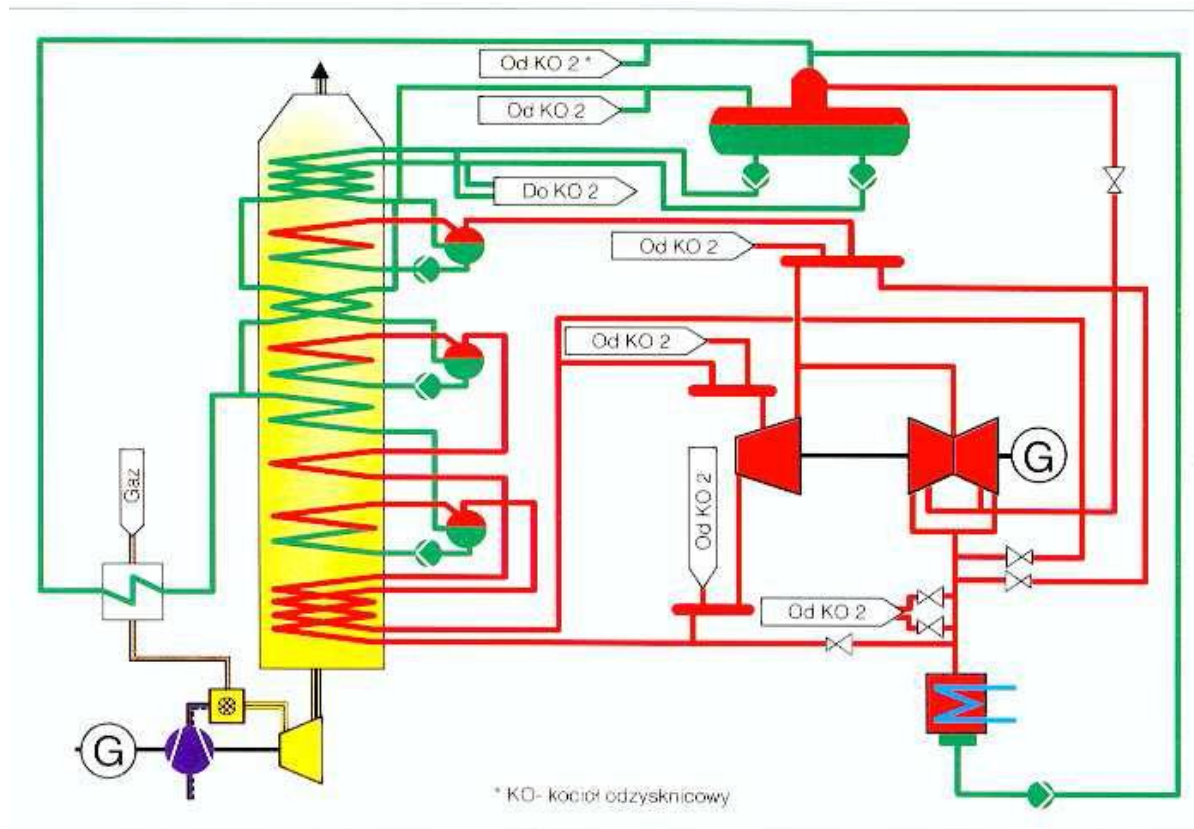 Od KO 2 *
Od KO 2
Do KO 2
Od KO 2
Od KO 2
G
Gaz
Od KO 2
Od KO 2
G
* KO- kocioł odzysknicowy